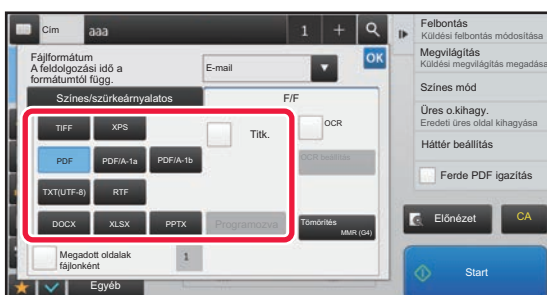 Cím
aaa
1
Fájlformátum
A feldolgozási idő a
formátumtól függ.
E-mail
OK
Színes/szürkeárnyalatos
F/F
TIFF
XPS
Titk.
OCR
PDF
PDF/A-1a
PDF/A-1b
OCR beállítás
TXT(UTF-8)
RTF
DOCX
XLSX
PPTX
Programozva
Tömörítés
MMR (G4)
Megadott oldalak
fájlonként
1
Egyéb
Felbontás
Küldési felbontás módosítása
Megvilágítás
Küldési megvilágítás megadása
Színes mód
Üres o.kihagy.
Eredeti üres oldal kihagyása
Háttér beállítás
Ferde PDF igazítás
Előnézet
CA
Start